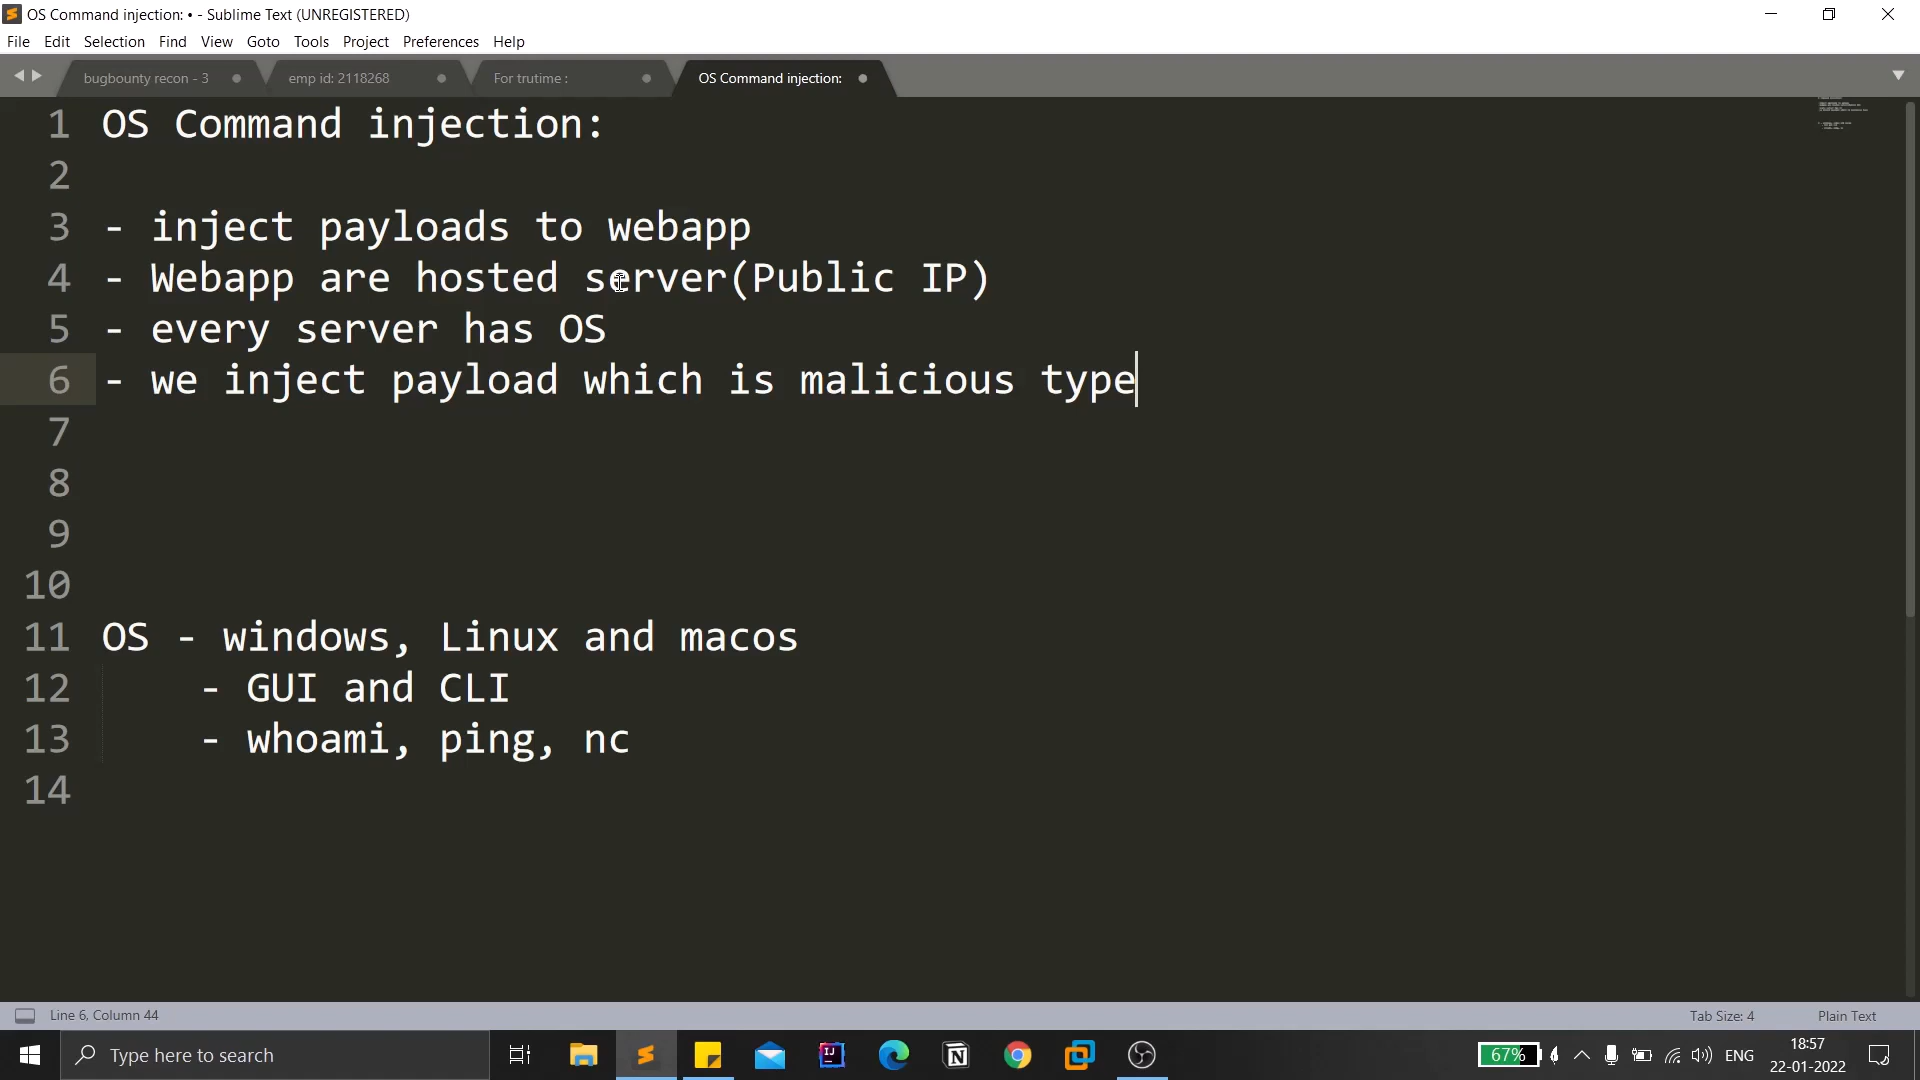 OS Command injection: • - Sublime Text (UNREGISTERED)
File Edit Selection Find View Goto Tools Project Preferences Help
bugbounty recon - 3 emp id: 2118268 For trutime : OS Command injection:
1 OS Command injection:
2
3 - inject payloads to webapp
4 - Webapp are hosted server(Public IP)
5 - every server has OS
6 - we inject payload which is malicious type
7
8
9
10
11 OS - windows, Linux and macos
12 - GUI and CLI
13 - whoami, ping, nc
14
Line 6, Column 44 Tab Size: 4 Plain Text
Type here to search 67% ENG 18:57
22-01-2022